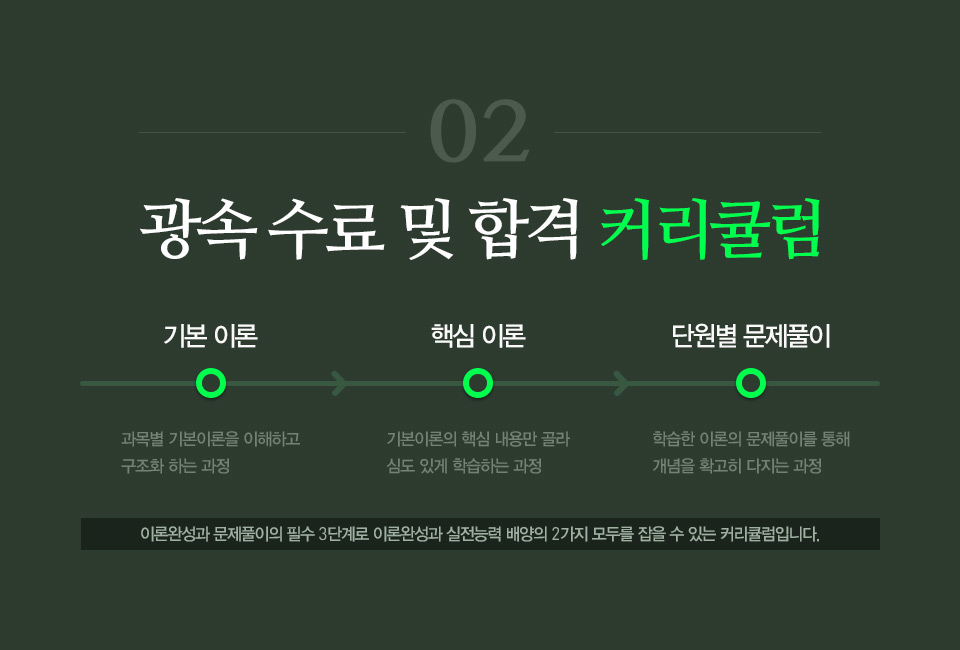 02
광속 수료 및 합격 커리큘럼
기본 이론
핵심 이론
단원별 문제풀이
과목별 기본이론을 이해하고
구조화 하는 과정
기본이론의 핵심 내용만 골라
심도 있게 학습하는 과정
학습한 이론의 문제풀이를 통해
개념을 확고히 다지는 과정
이론완성과 문제풀이의 필수 3단계로 이론완성과 실전능력 배양의 2가지 모두를 잡을 수 있는 커리큘럼입니다.